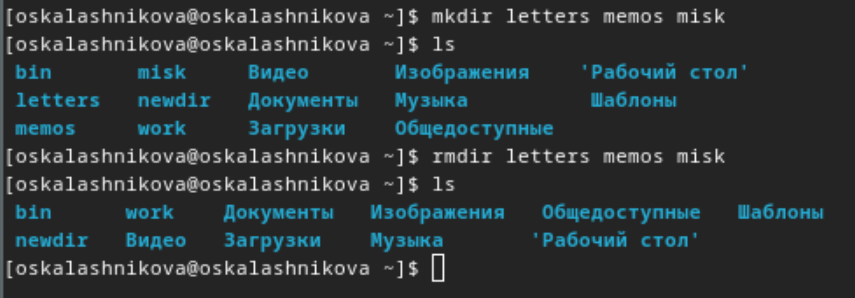 [oskalashnikova@oskalashnikova ~]$ mkdir letters memos misk
[oskalashnikova@oskalashnikova ~]$ ls
bin misk Видео Изображения 'Рабочий стол'
letters newdir Документы Музыка Шаблоны
memos work Загрузки Общедоступные
[oskalashnikova@oskalashnikova ~]$ rmdir letters memos misk
[oskalashnikova@oskalashnikova ~]$ ls
bin work Документы Изображения Общедоступные Шаблоны
newdir Видео Загрузки Музыка 'Рабочий стол'
[oskalashnikova@oskalashnikova ~]$